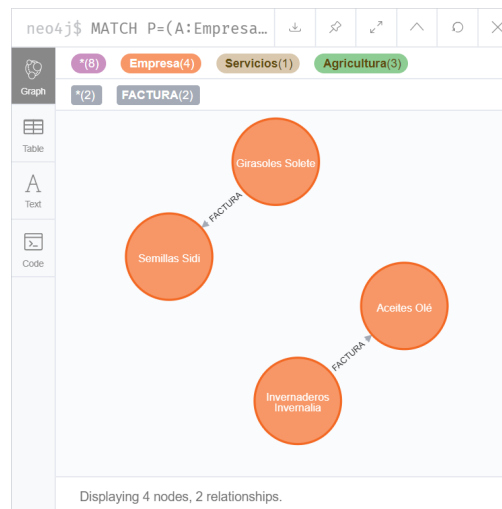 neo4j$ MATCH P=(A:Empresa…
Graph
*(8) Empresa(4) Servicios(1) Agricultura(3)
*(2) FACTURA(2)
Table
Text
Code
Girasoles Solete
FACTURA
Semillas Sidi
Aceites Olé
FACTURA
Invernaderos
Invernalia
Displaying 4 nodes, 2 relationships.